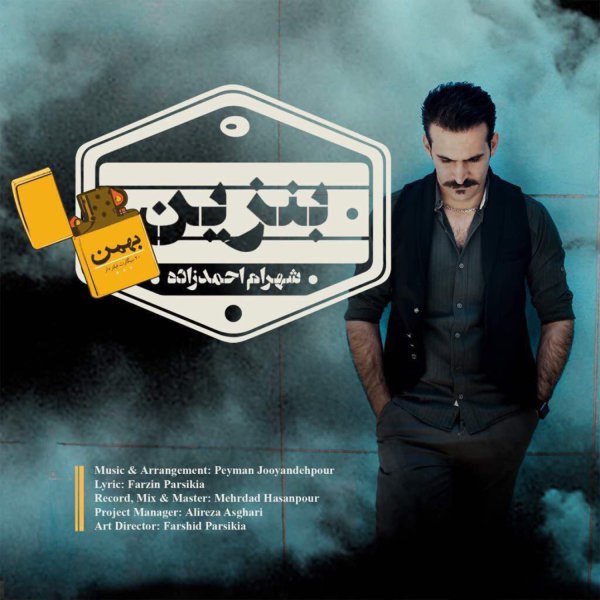 بنزین
شهرام احمدزاده
بهمن
Music & Arrangement: Peyman Jooyandehpour
Lyric: Farzin Parsikia
Record, Mix & Master: Mehrdad Hasanpour
Project Manager: Alireza Asghari
Art Director: Farshid Parsikia